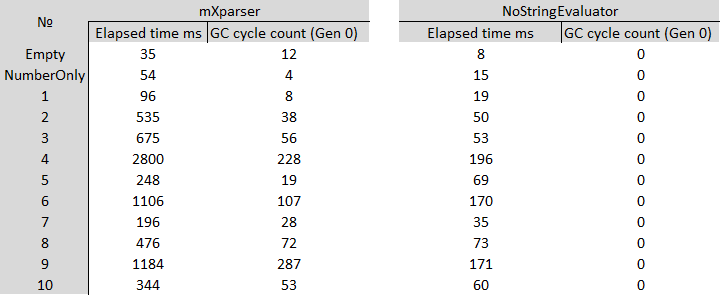 № mXparser NoStringEvaluator
Elapsed time ms GC cycle count (Gen 0) Elapsed time ms GC cycle count (Gen 0)
Empty 35 12 8 0
NumberOnly 54 4 15 0
1 96 8 19 0
2 535 38 50 0
3 675 56 53 0
4 2800 228 196 0
5 248 19 69 0
6 1106 107 170 0
7 196 28 35 0
8 476 72 73 0
9 1184 287 171 0
10 344 53 60 0